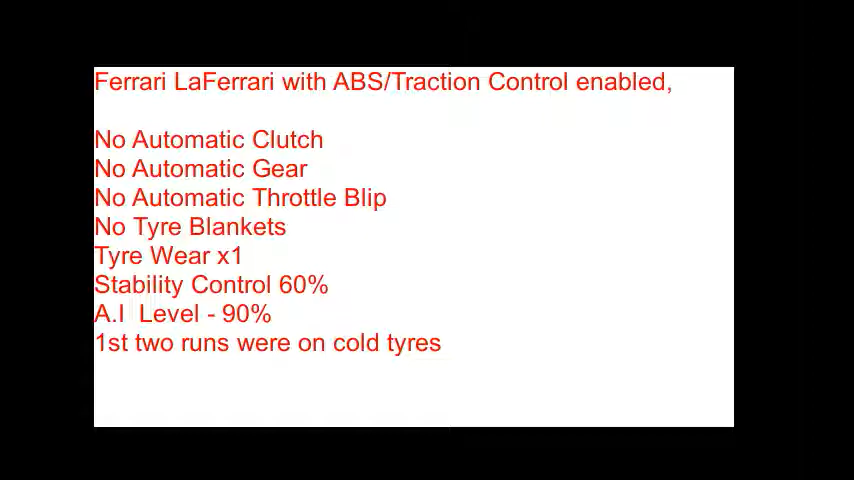 Ferrari LaFerrari with ABS/Traction Control enabled,
No Automatic Clutch
No Automatic Gear
No Automatic Throttle Blip
No Tyre Blankets
Tyre Wear x1
Stability Control 60%
A.I  Level - 90%
1st two runs were on cold tyres